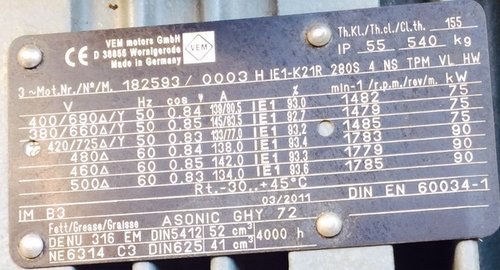 VEM motors GmbH
D 38855 Wernigerode
Made in Germany
CE
VEM
Th.Kl./Th.cl./Cl.th. 155
IP 55 540 kg
3~Mot.Nr./N°/M. 182593/ 0003 H IE1-K21R 280S 4 NS TPM VL HW
V Hz cos φ min-1/r.p.m/rev/m. kW
400/690Δ/Y 50 0.84 139/80.5 IE1 93.0 1482 75
380/660Δ/Y 50 0.85 145/83.5 IE1 92.7 1479 75
420/725Δ/Y 50 0.83 133/77.0 IE1 93.2 1485 75
480Δ 60 0.84 138.0 IE1 93.4 1783 90
460Δ 60 0.85 142.0 IE1 93.3 1779 90
500Δ 60 0.83 134.0 IE1 93.6 1785 90
Rt.-30..+45°C
03/2011
IM B3 DIN EN 60034-1
Fett/Grease/Graisse ASONIC GHY 72
DENU 316 EM DIN5412 52 cm³ 4000 h
NE6314 C3 DIN625 41 cm³